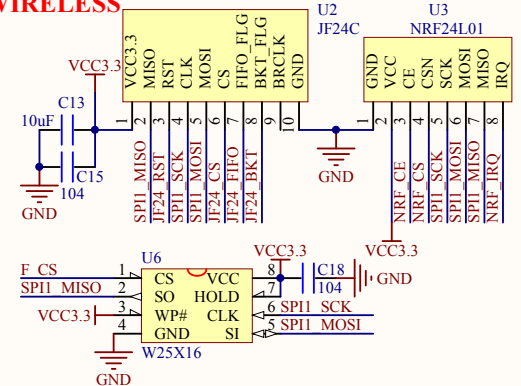 WIRELESS
U2
JF24C
VCC3.3
MISO
RST
CLK
MOSI
CS
FIFO_FLG
BKT_FLG
BRCLK
GND
1
2
3
4
5
6
7
8
9
10
SPI1_MISO
JF24_RST
SPI1_SCK
SPI1_MOSI
JF24_CS
JF24_FIFO
JF24_BKT
VCC3.3
C13
10uF
C15
104
GND
GND
U3
NRF24L01
GND
VCC
CE
CSN
SCK
MOSI
MISO
IRQ
1
2
3
4
5
6
7
8
NRF_CE
NRF_CS
SPI1_SCK
SPI1_MOSI
SPI1_MISO
NRF_IRQ
VCC3.3
U6
F_CS 1 CS VCC 8 VCC3.3
SPI1_MISO 2 SO HOLD 7
VCC3.3 3 WP# CLK 6 SPI1_SCK
4 GND SI 5 SPI1_MOSI
W25X16
GND
C18
104
GND